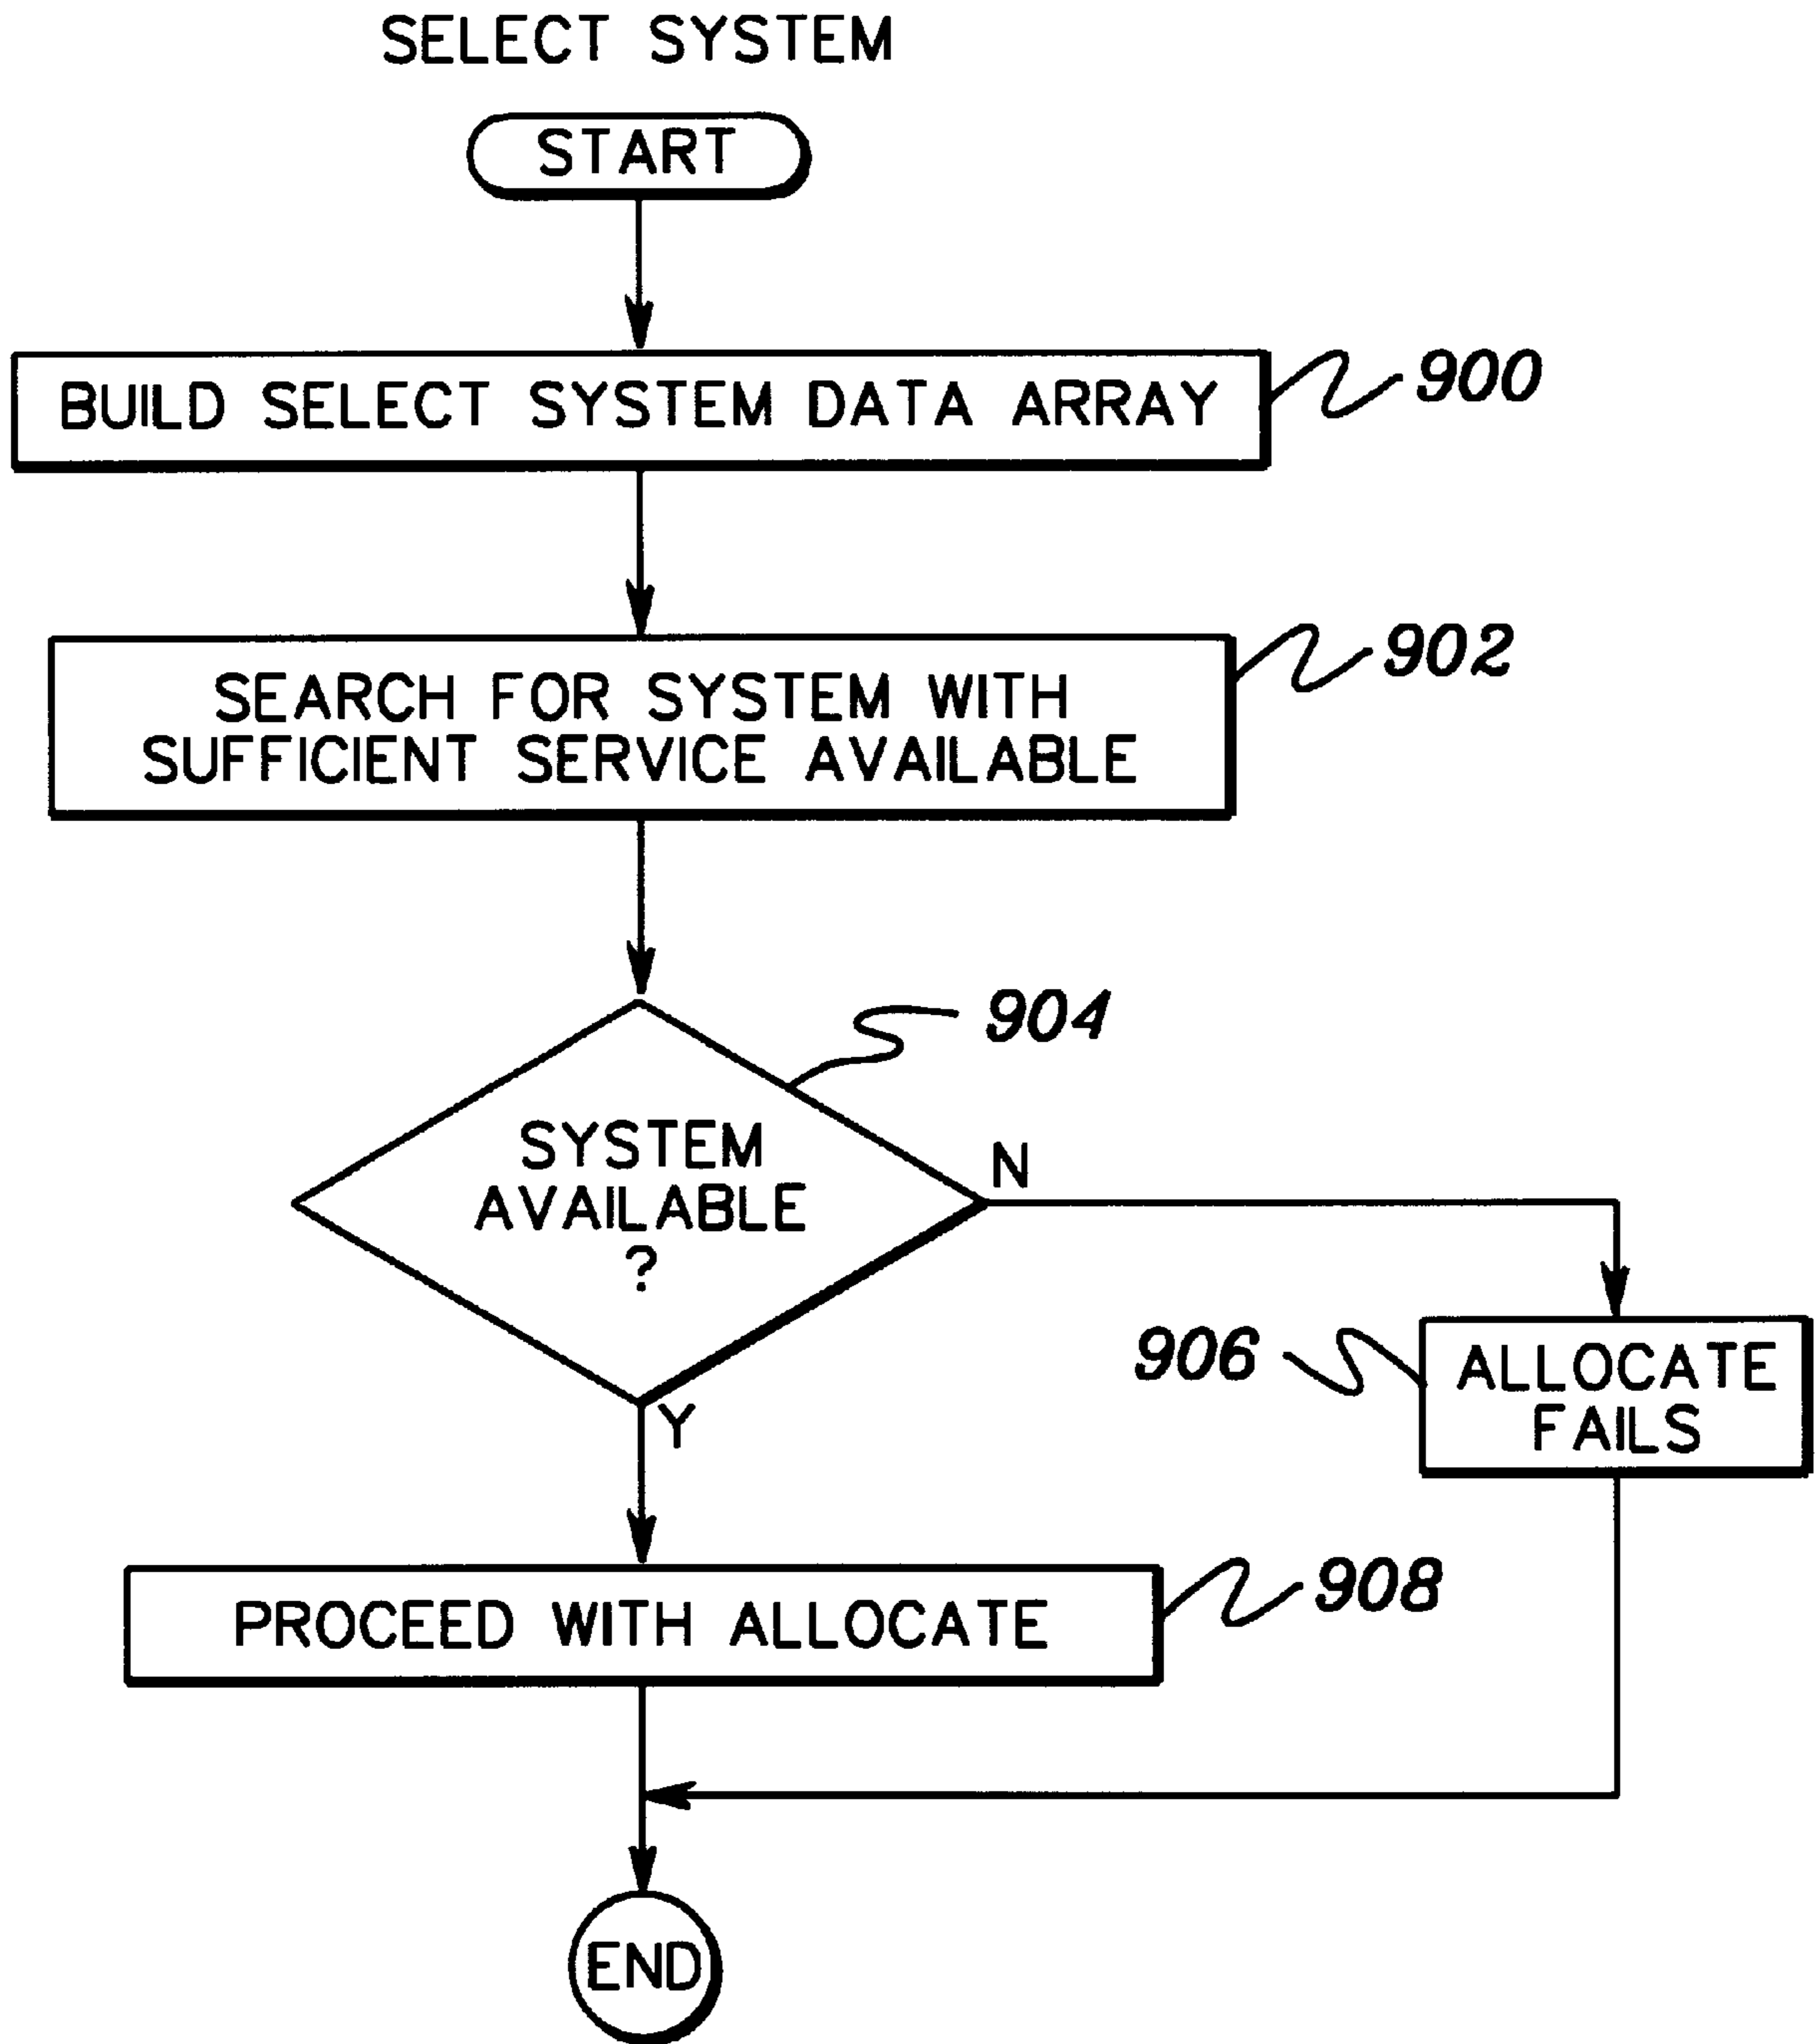 SELECT SYSTEM
START
BUILD SELECT SYSTEM DATA ARRAY
900
SEARCH FOR SYSTEM WITH
SUFFICIENT SERVICE AVAILABLE
902
904
SYSTEM
AVAILABLE
?
N
Y
906
ALLOCATE
FAILS
PROCEED WITH ALLOCATE
908
END